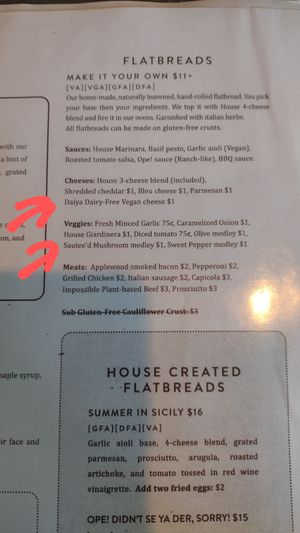 FLATBREADS
MAKE IT YOUR OWN $11+
[VA][VGA][GFA][DFA]
Our home-made, naturally leavened, hand-rolled flatbread. You pick
your base then your ingredients. We top it with House 4-cheese
blend and fire it in our ovens. Garnished with italian herbs.
All flatbreads can be made on gluten-free crusts.
Sauces: House Marinara, Basil pesto, Garlic aioli (Vegan),
Roasted tomato salsa, Ope! sauce (Ranch-like), BBQ sauce.
Cheeses: House 3-cheese blend (included),
Shredded cheddar $1, Bleu cheese $1, Parmesan $1
Daiya Dairy-Free Vegan cheese $1
Veggies: Fresh Minced Garlic 75¢, Caramelized Onion $1,
House Giardinera $1, Diced tomato 75¢, Olive medley $1
Sautee'd Mushroom medley $1, Sweet Pepper medley $1
Meats: Applewood smoked bacon $2, Pepperoni $2,
Grilled Chicken $2, Italian sausage $2, Capicola $3,
Impossible Plant-based Beef $3, Prosciutto $3
Sub Gluten-Free Cauliflower Crust: $3
HOUSE CREATED
FLATBREADS
SUMMER IN SICILY $16
[GFA][DFA][VA]
Garlic aioli base, 4-cheese blend, grated
parmesan, prosciutto, arugula, roasted
artichoke, and tomato tossed in red wine
vinaigrette. Add two fried eggs: $2
OPE! DIDN'T SE YA DER, SORRY! $15
with our
a hint of
, grated
on, and
maple syrup,
ir face and